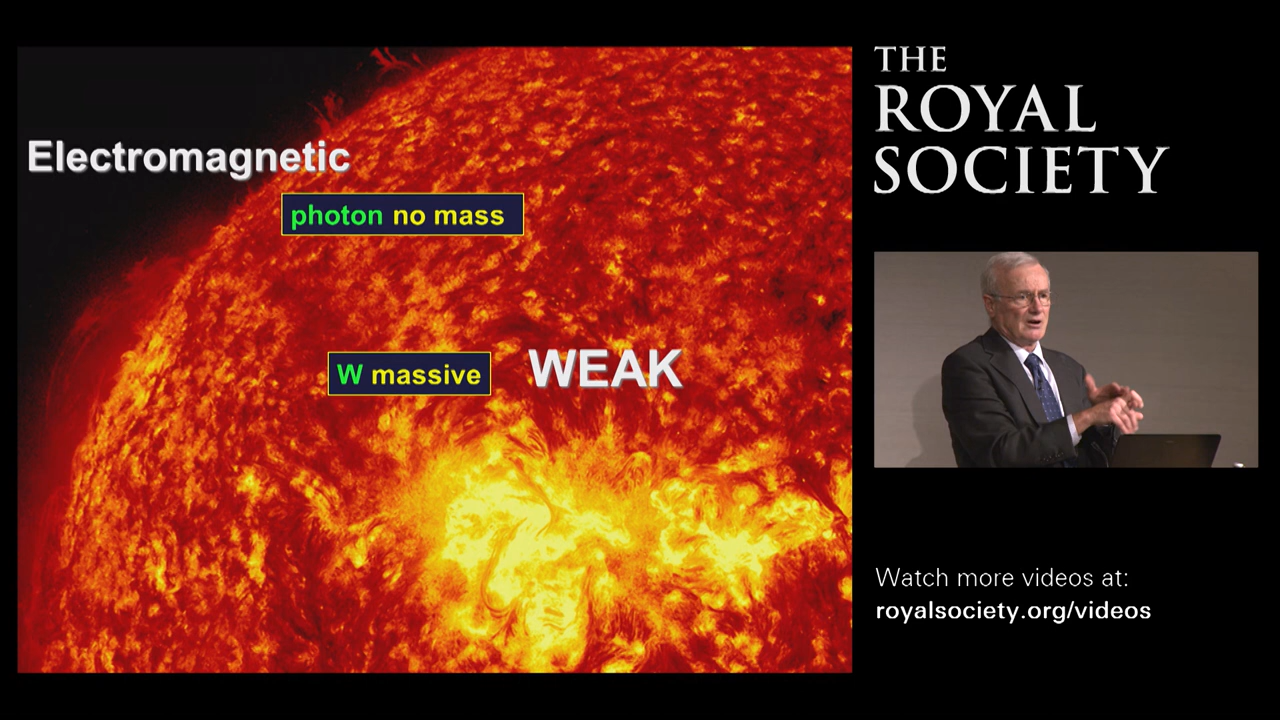 Electromagnetic
photon no mass
W massive
WEAK
THE
ROYAL
SOCIETY
Watch more videos at:
royalsociety.org/videos